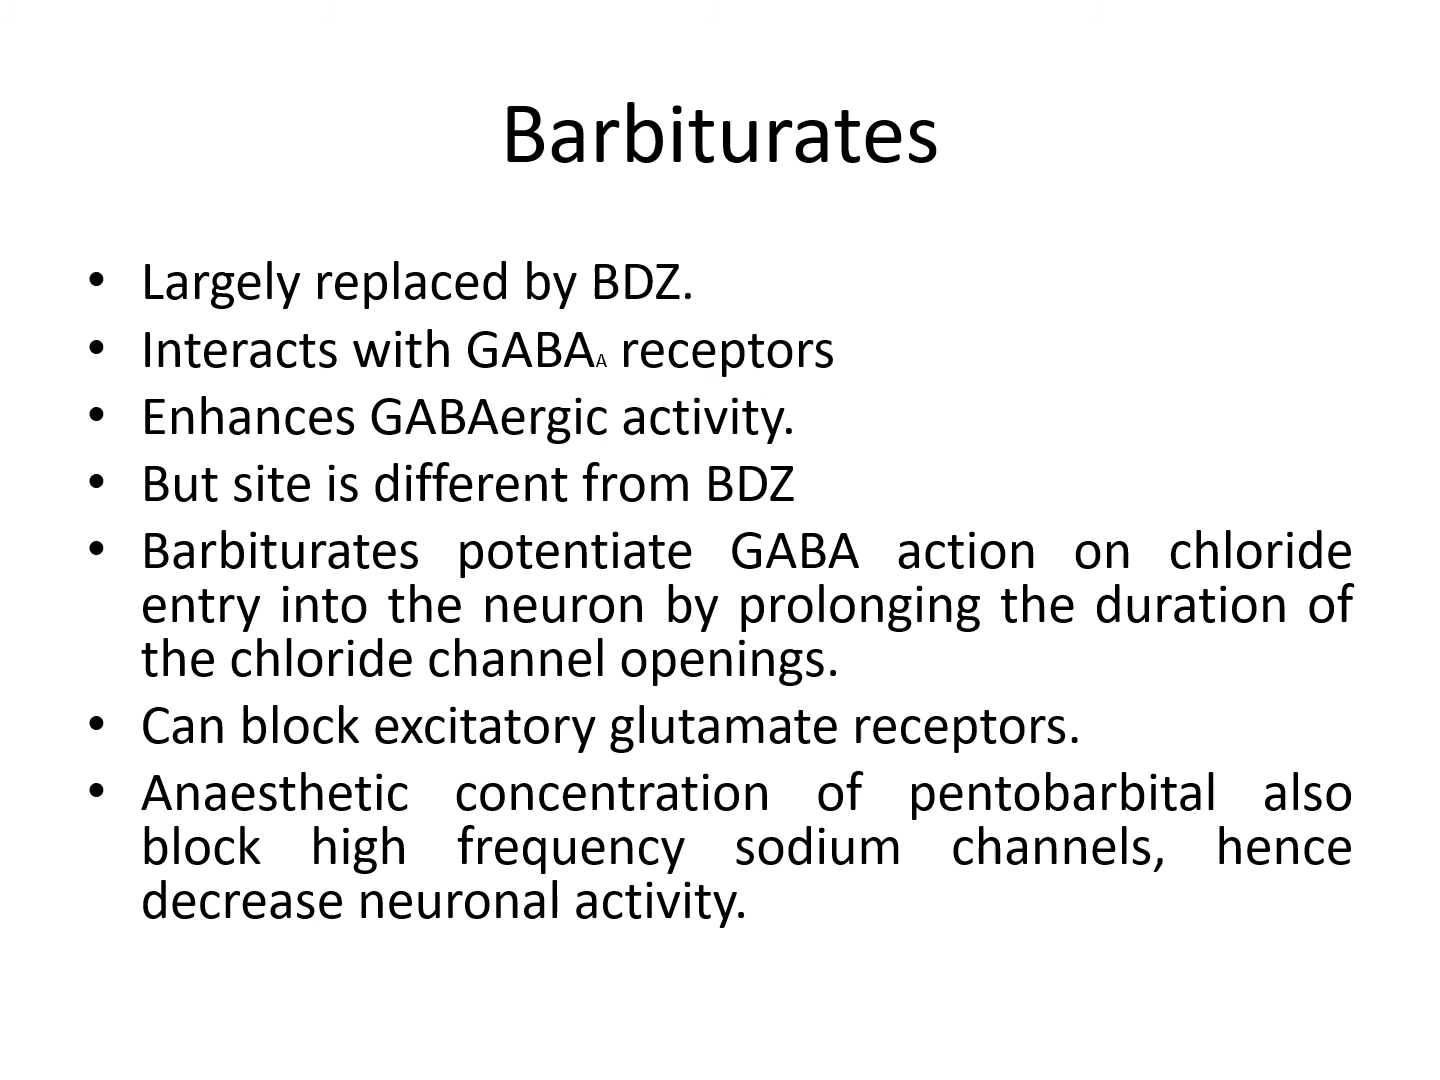 Barbiturates
• Largely replaced by BDZ.
• Interacts with GABAA receptors
• Enhances GABAergic activity.
• But site is different from BDZ
• Barbiturates potentiate GABA action on chloride
entry into the neuron by prolonging the duration of
the chloride channel openings.
• Can block excitatory glutamate receptors.
• Anaesthetic concentration of pentobarbital also
block high frequency sodium channels, hence
decrease neuronal activity.